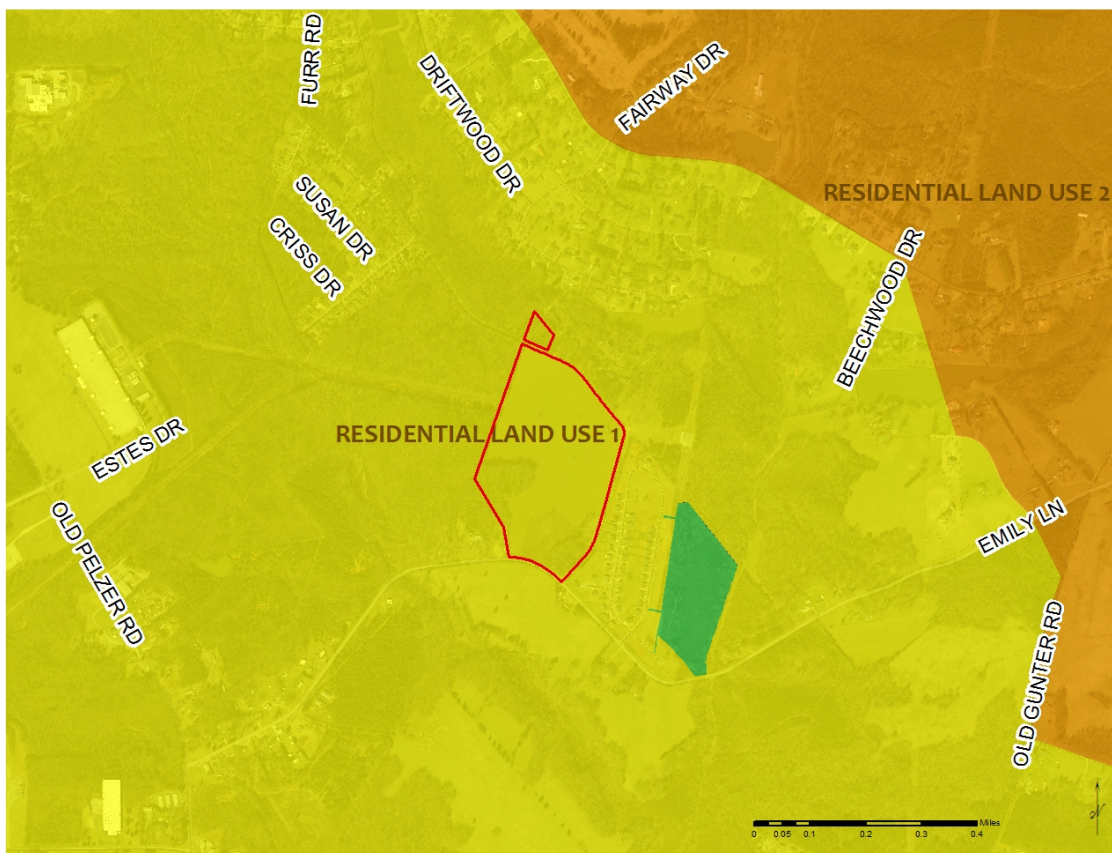 FURR RD
DRIFTWOOD DR
FAIRWAY DR
RESIDENTIAL LAND USE 2
SUSAN DR
CRISS DR
BEECHWOOD DR
RESIDENTIAL LAND USE 1
ESTES DR
OLD PELZER RD
EMILY LN
OLD GUNTER RD
N
Miles
0 0.05 0.1 0.2 0.3 0.4